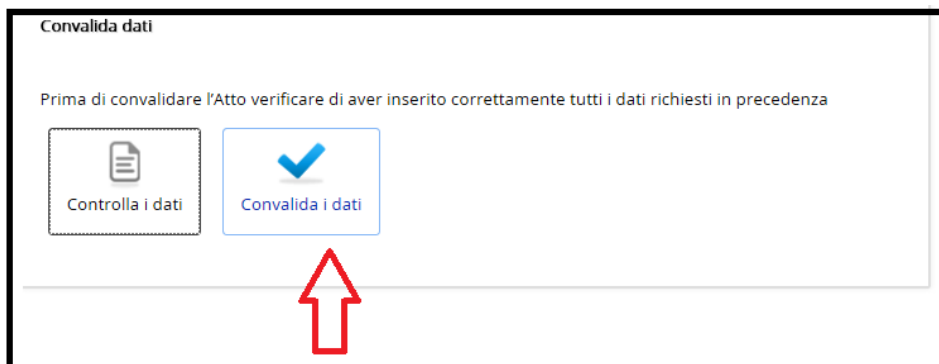 Convalida dati
Prima di convalidare l'Atto verificare di aver inserito correttamente tutti i dati richiesti in precedenza
Controlla i dati
Convalida i dati